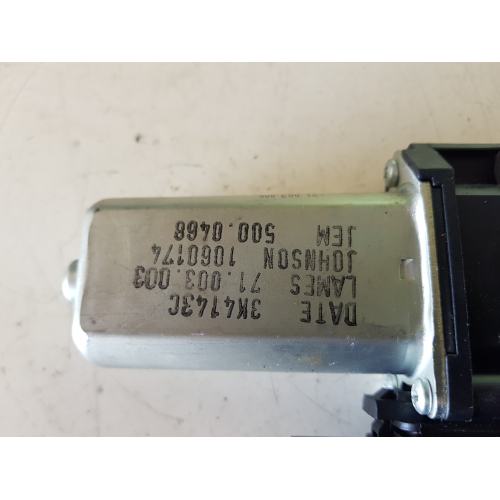 DATE 3K4143C
LAMES 71.003.003
JOHNSON 1060174
JEM 500.0468